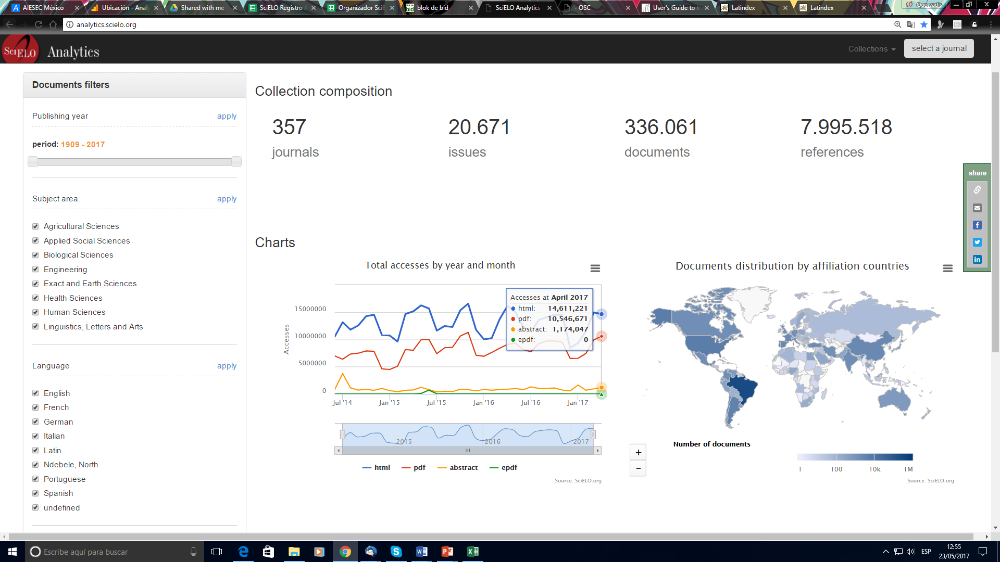 AIESEC México
Ubicación - Analy
Shared with me -
SciELO Registro
Organizador SciE
blok de bid
SciELO Analytics
- OSC
User's Guide to t
Latindex
Latindex
Quo vadis
analytics.scielo.org
SciELO Analytics
Collections
select a journal
Documents filters
Publishing year apply
period: 1909 - 2017
Subject area apply
Agricultural Sciences
Applied Social Sciences
Biological Sciences
Engineering
Exact and Earth Sciences
Health Sciences
Human Sciences
Linguistics, Letters and Arts
Language apply
English
French
German
Italian
Latin
Ndebele, North
Portuguese
Spanish
undefined
Collection composition
357 20.671 336.061 7.995.518
journals issues documents references
share
Charts
Total accesses by year and month
Accesses
15000000
10000000
5000000
0
Accesses at April 2017
html: 14,611,221
pdf: 10,546,671
abstract: 1,174,047
epdf: 0
Jul '14 Jan '15 Jul '15 Jan '16 Jul '16 Jan '17
2015 2016 2017
html pdf abstract epdf
Source: SciELO.org
Documents distribution by affiliation countries
+
−
Number of documents
1 100 10k 1M
Source: SciELO.org
Escribe aquí para buscar
ESP
12:55
23/05/2017